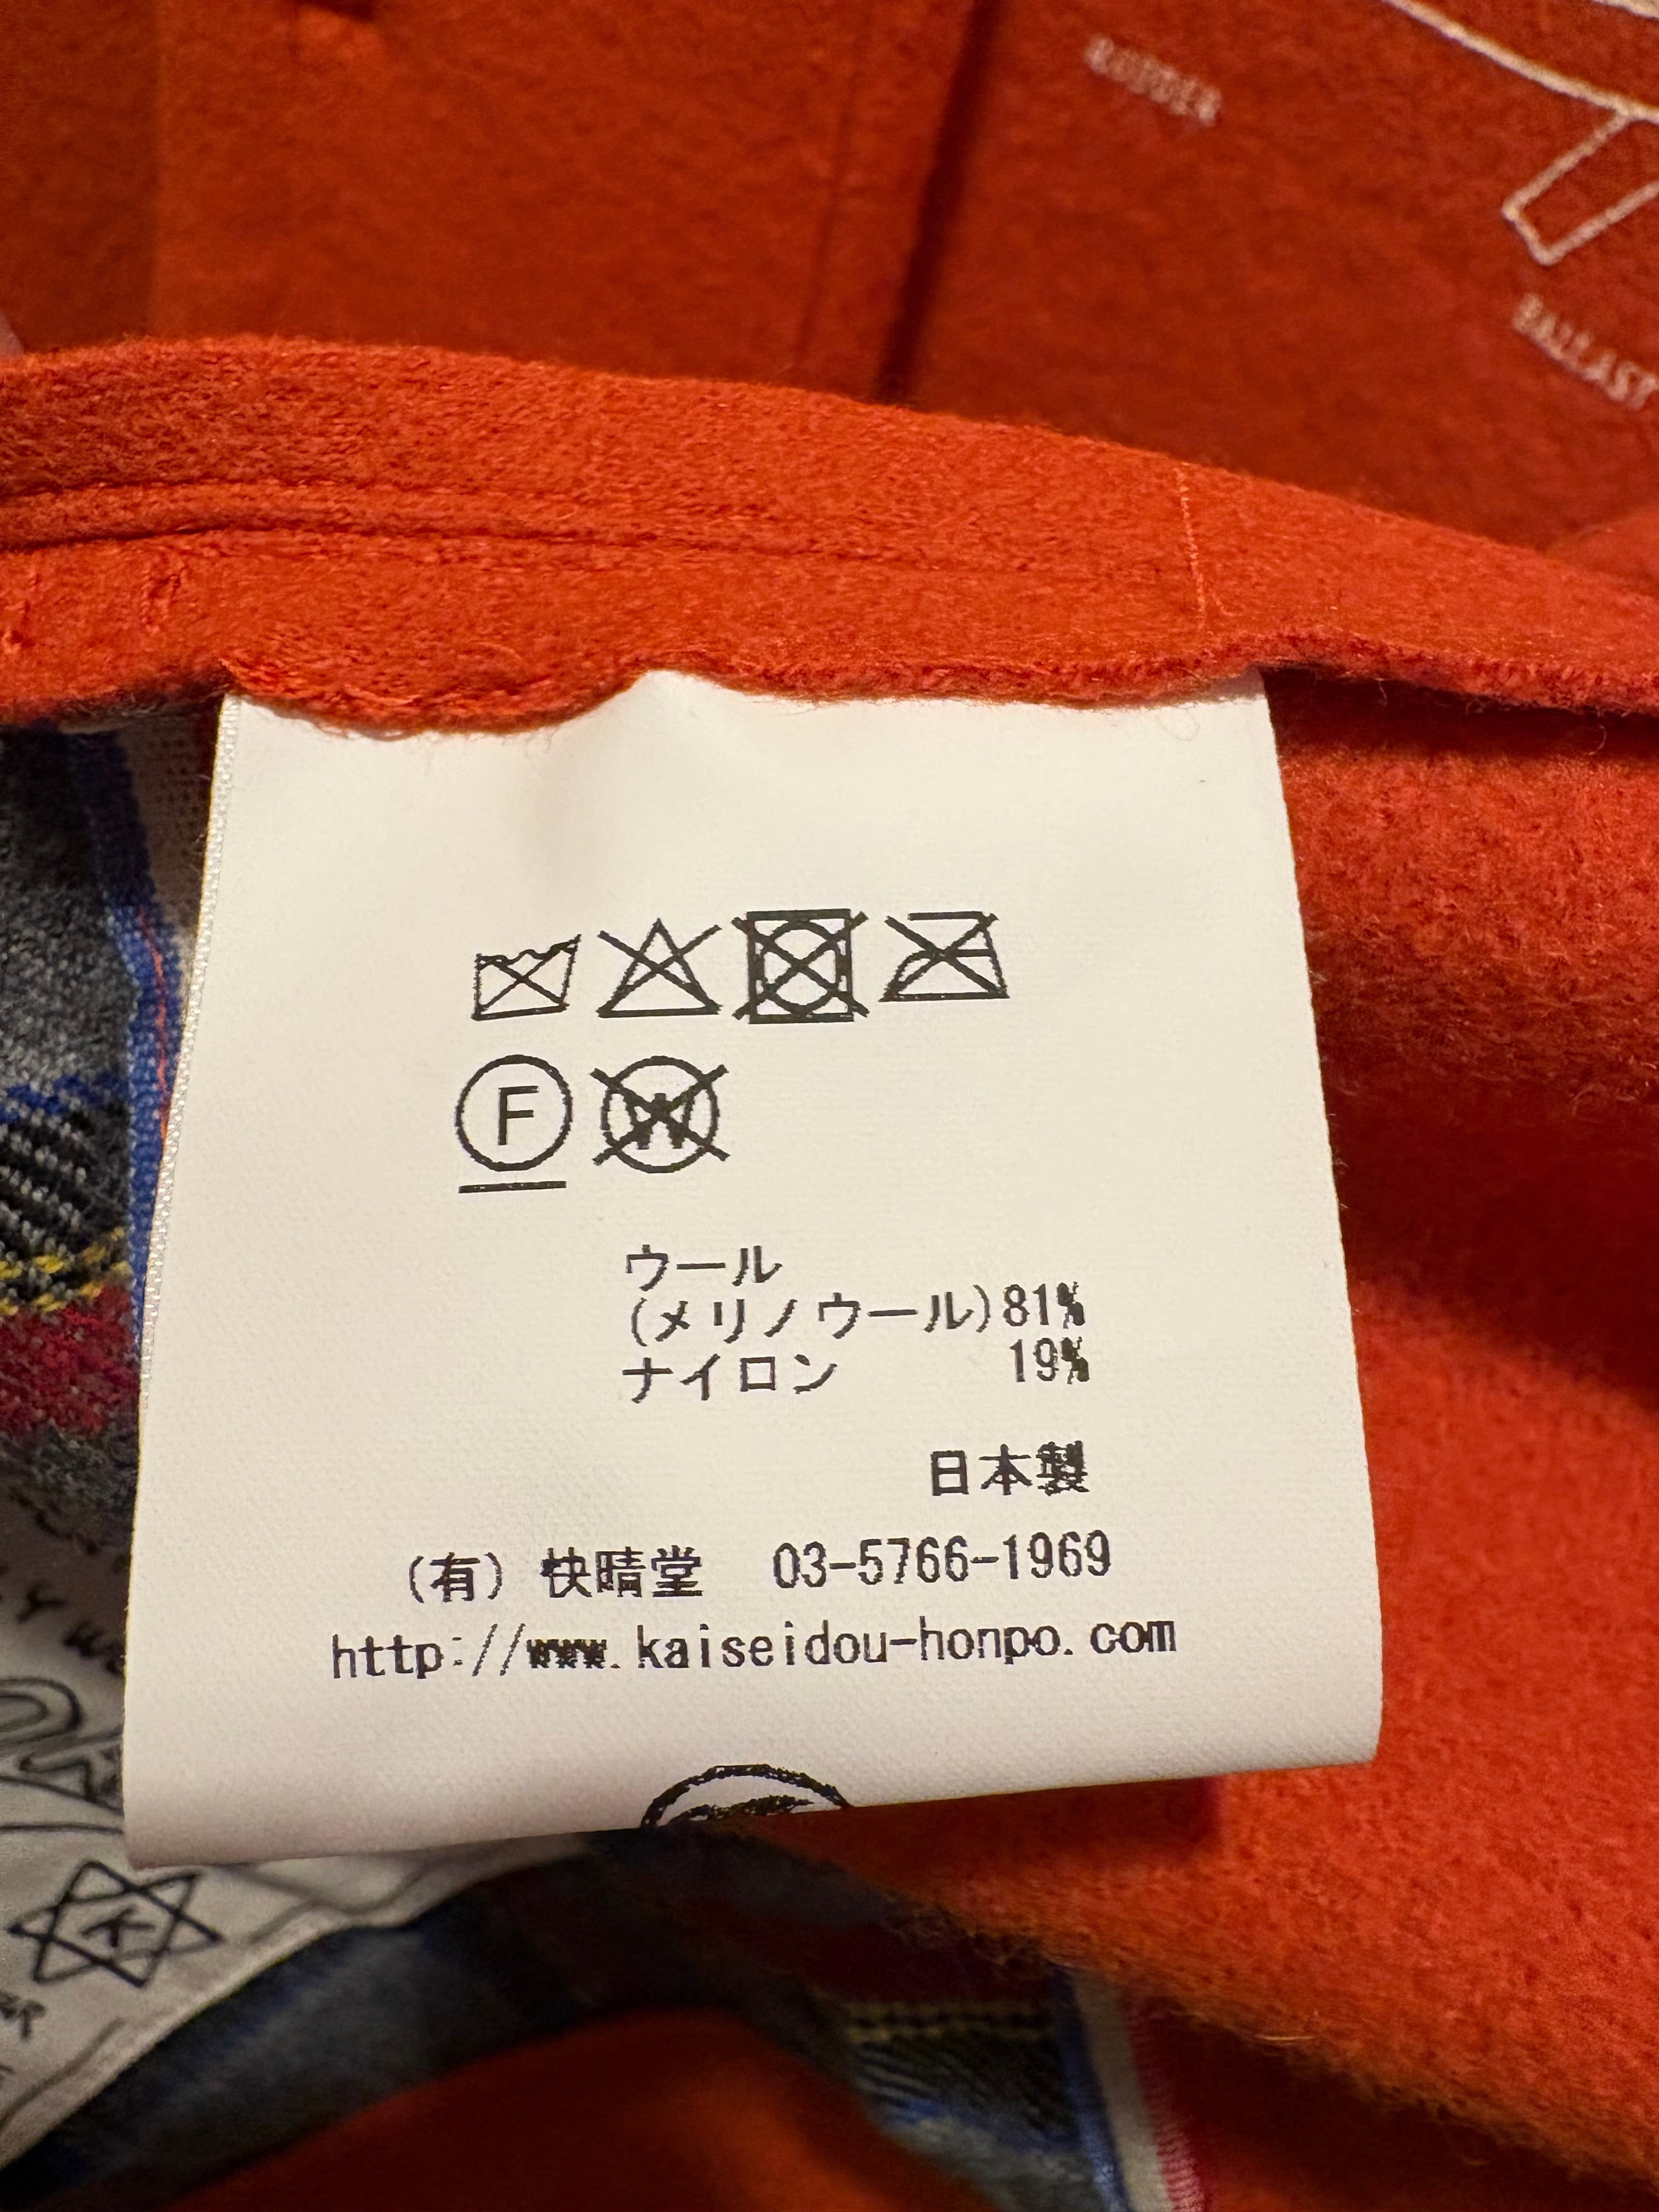 RUDDER
BALLAST
F
W
ウール
(メリノウール)81%
ナイロン 19%
日本製
(有) 快晴堂 03-5766-1969
http://www.kaiseidou-honpo.com
K